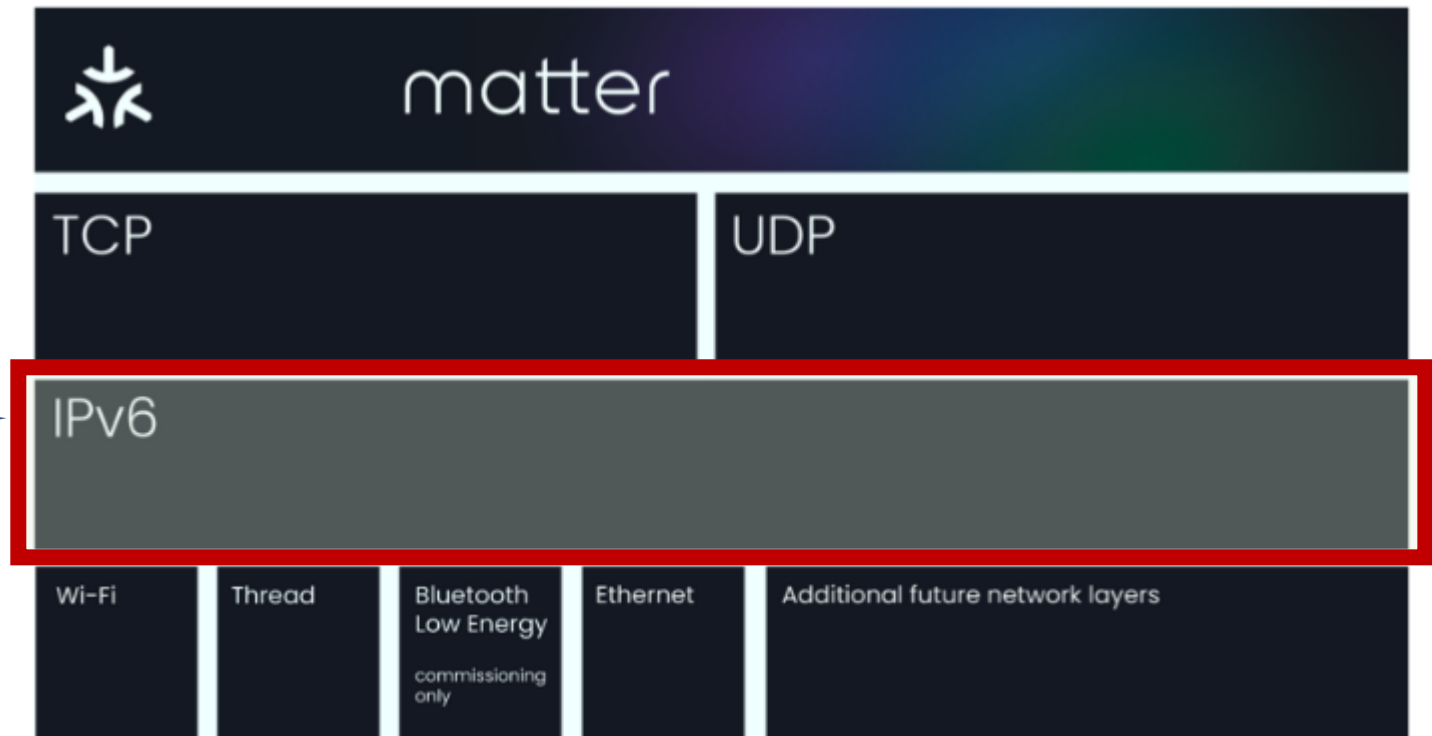 matter
TCP
UDP
IPv6
Wi-Fi
Thread
Bluetooth
Low Energy
commissioning
only
Ethernet
Additional future network layers